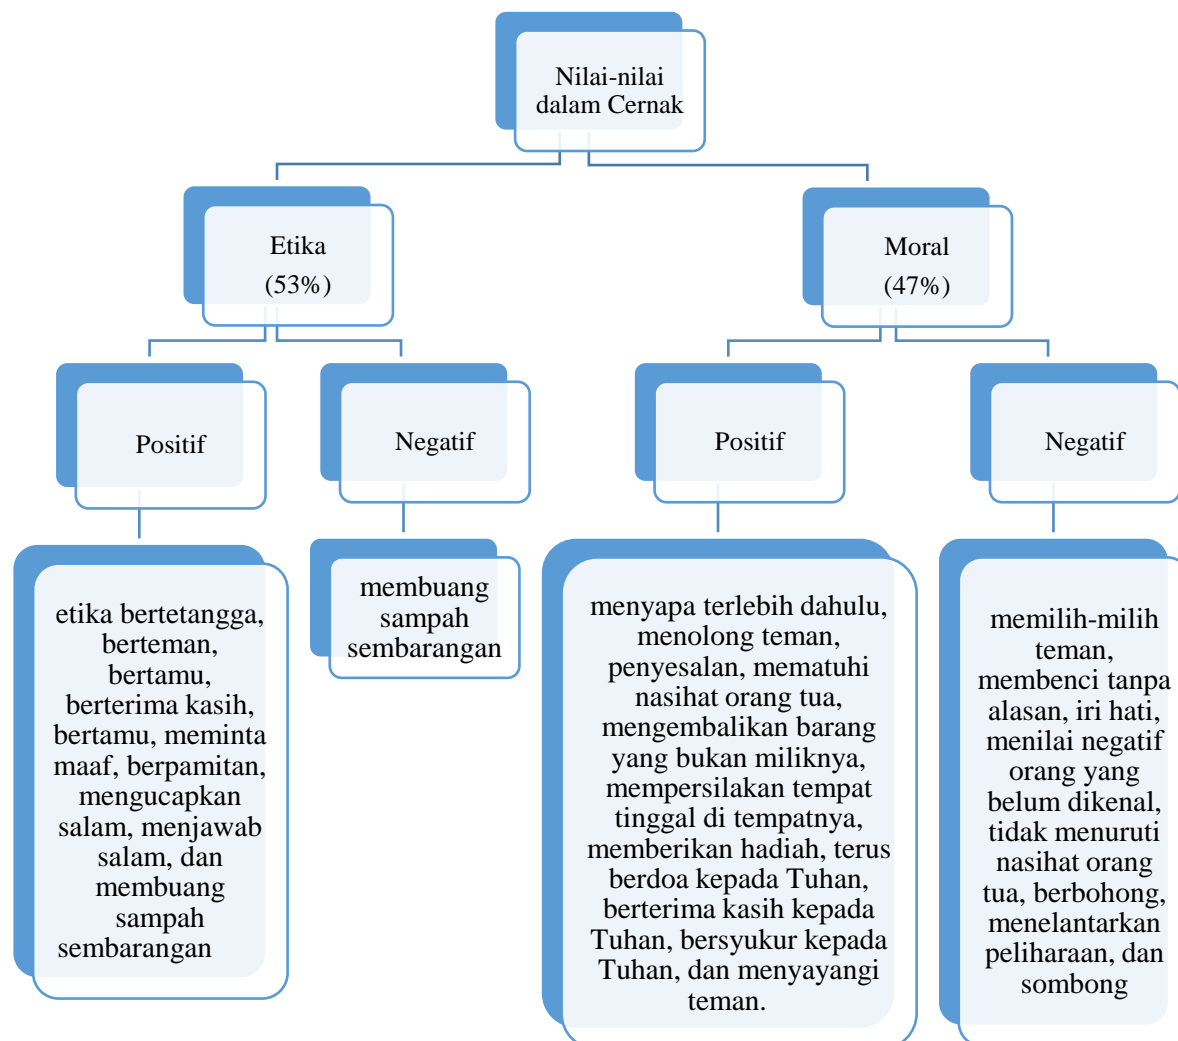 Nilai-nilai
dalam Cernak
Etika
(53%)
Moral
(47%)
Positif
Negatif
Positif
Negatif
etika bertetangga,
berteman,
bertamu,
berterima kasih,
bertamu, meminta
maaf, berpamitan,
mengucapkan
salam, menjawab
salam, dan
membuang
sampah
sembarangan
membuang
sampah
sembarangan
menyapa terlebih dahulu,
menolong teman,
penyesalan, mematuhi
nasihat orang tua,
mengembalikan barang
yang bukan miliknya,
mempersilakan tempat
tinggal di tempatnya,
memberikan hadiah, terus
berdoa kepada Tuhan,
berterima kasih kepada
Tuhan, bersyukur kepada
Tuhan, dan menyayangi
teman.
memilih-milih
teman,
membenci tanpa
alasan, iri hati,
menilai negatif
orang yang
belum dikenal,
tidak menuruti
nasihat orang
tua, berbohong,
menelantarkan
peliharaan, dan
sombong